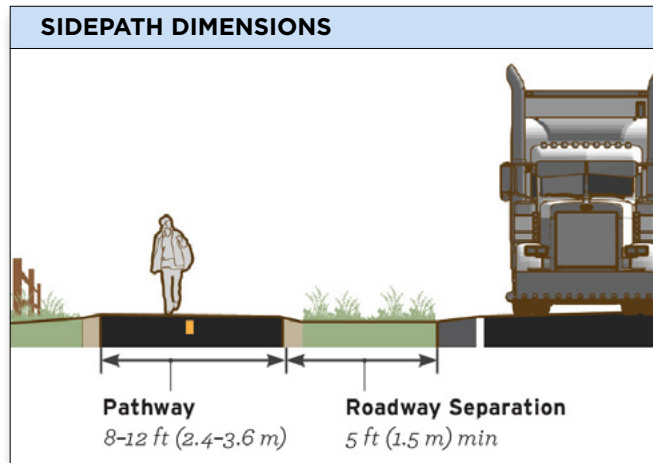 SIDEPATH DIMENSIONS
Pathway
8–12 ft (2.4–3.6 m)
Roadway Separation
5 ft (1.5 m) min